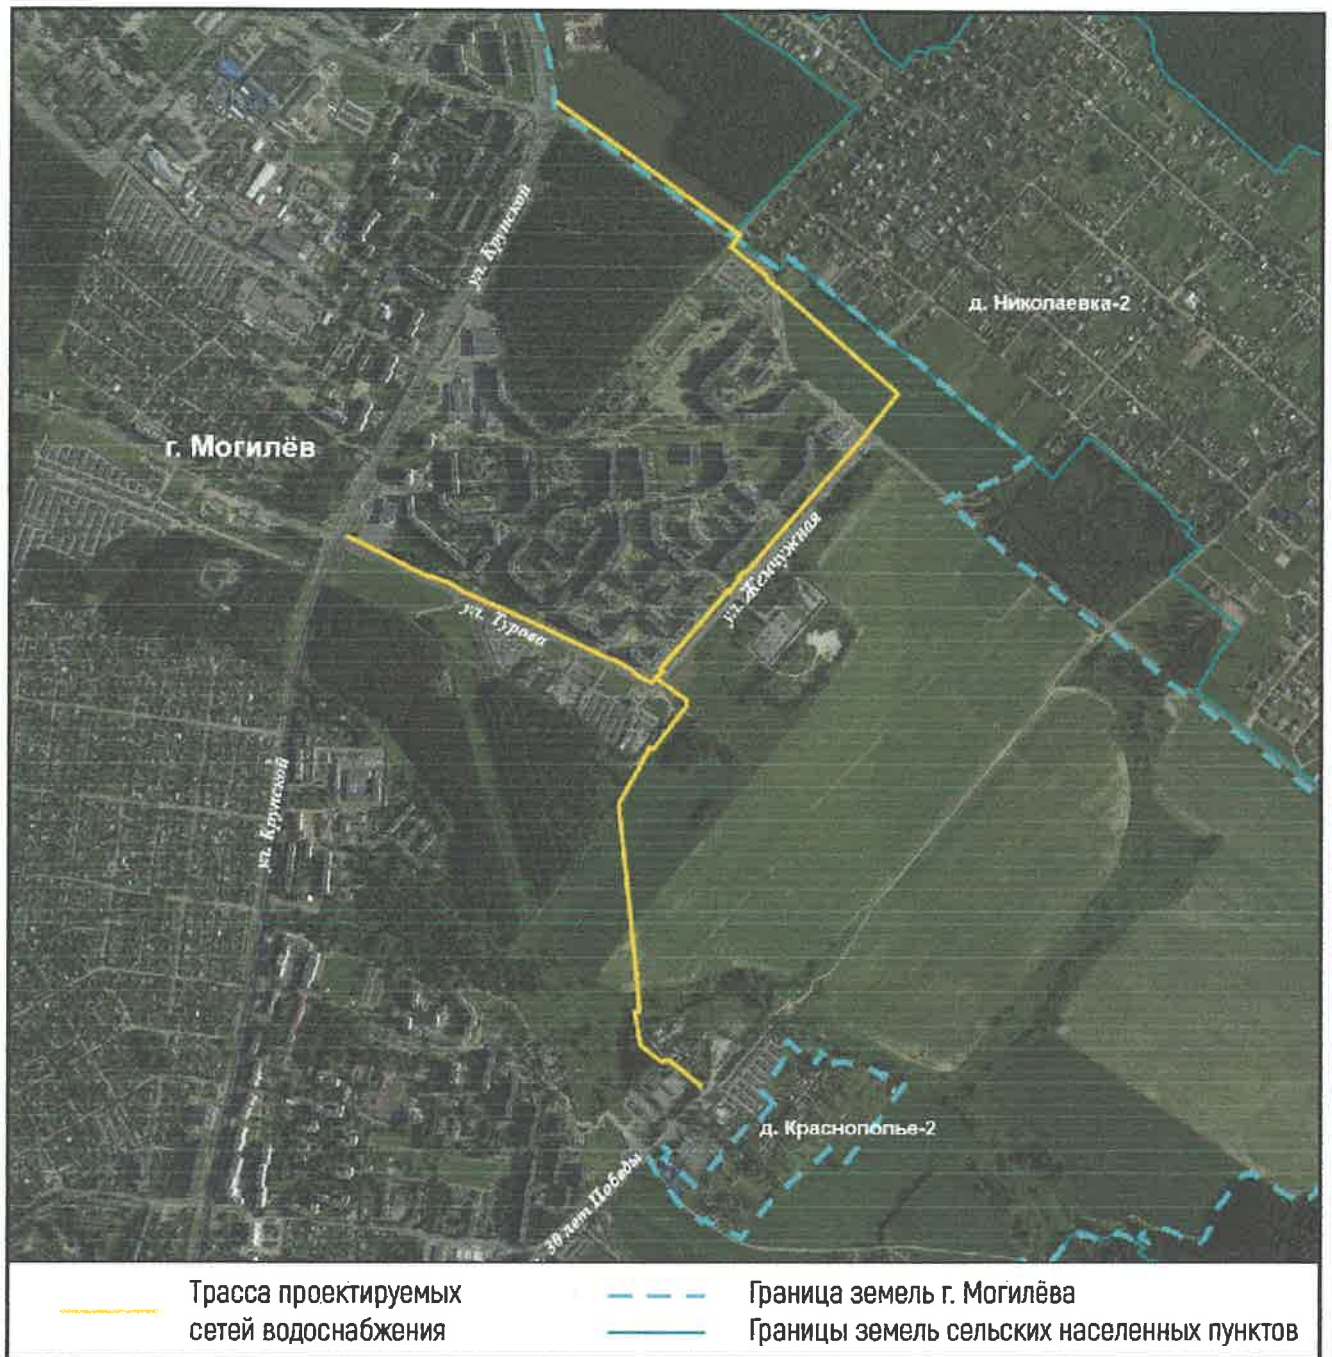 ул. Крупской
д. Николаевка-2
г. Могилёв
ул. Жемчужная
ул. Турова
ул. Крупской
д. Краснополье-2
30 лет Победы
Трасса проектируемых
сетей водоснабжения
Граница земель г. Могилёва
Границы земель сельских населенных пунктов